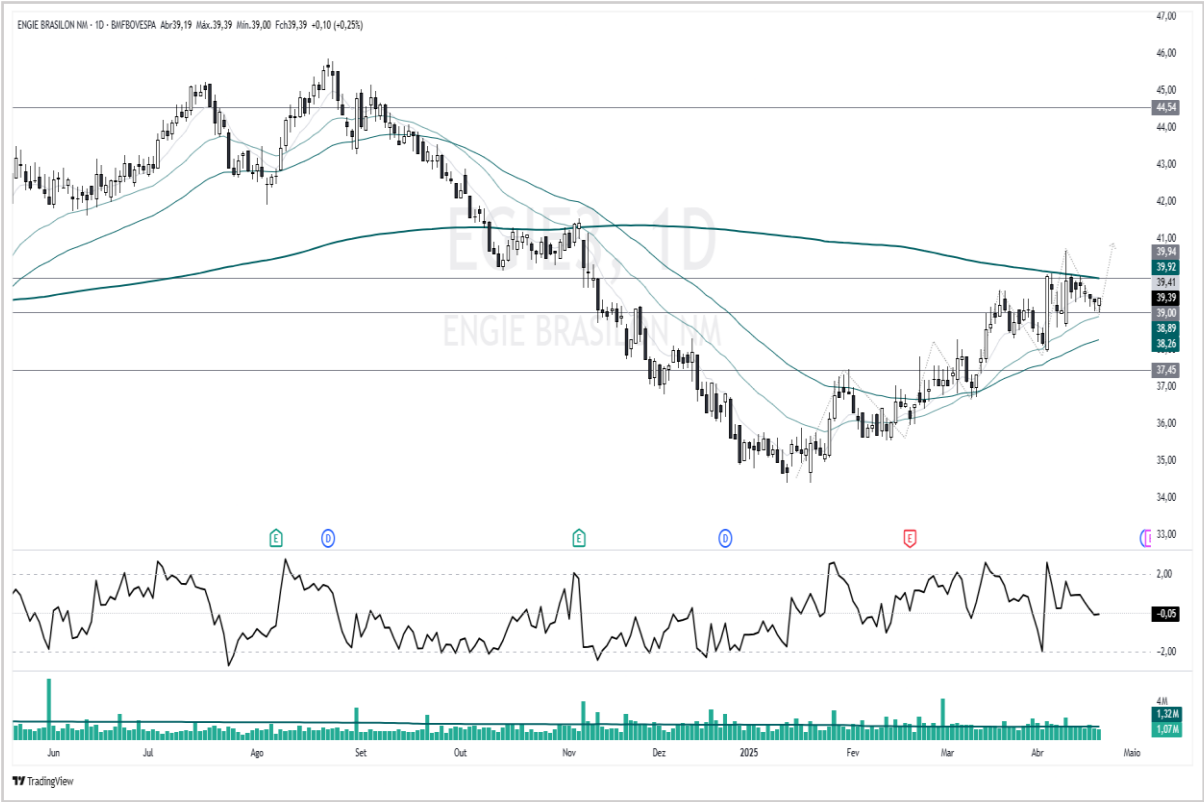 ENGIE BRASILON NM · 1D · BMFBOVESPA Abr39,19 Máx.39,39 Mín.39,00 Fch39,39 +0,10 (+0,25%)
47,00
46,00
45,00
44,54
44,00
43,00
42,00
41,00
39,94
39,92
39,41
39,39
39,00
38,89
38,26
37,45
37,00
36,00
35,00
34,00
33,00
EGIE3, 1D
ENGIE BRASILON NM
E
D
E
D
E
2,00
-0,05
-2,00
4M
1,32M
1,07M
Jun Jul Ago Set Out Nov Dez 2025 Fev Mar Abr Maio
TradingView